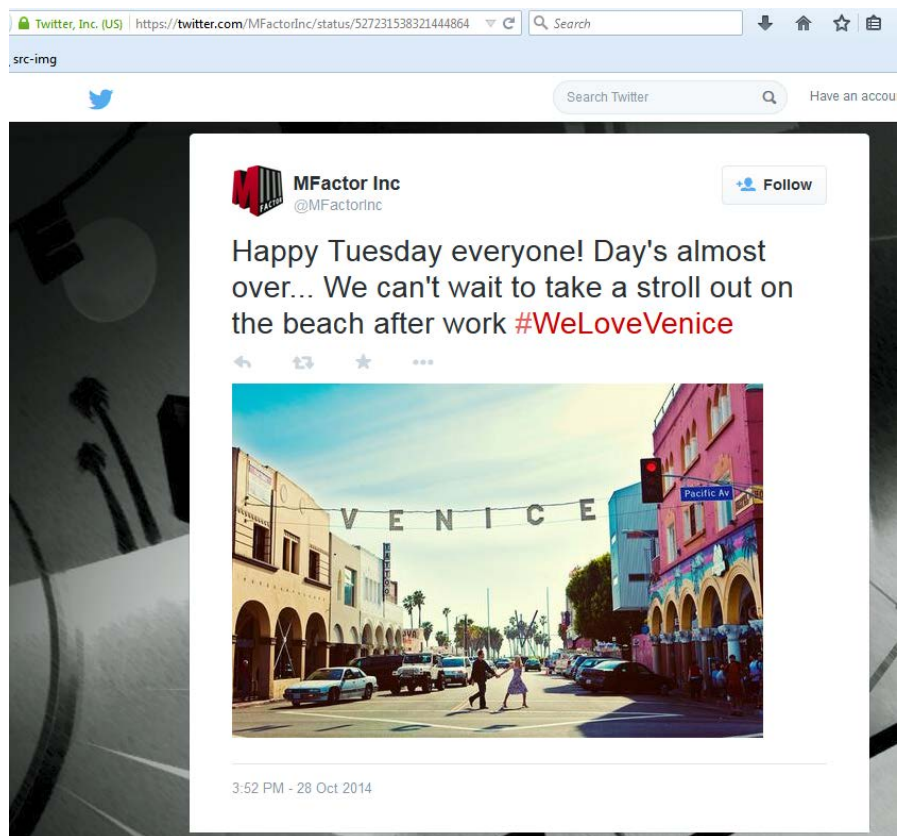 Twitter, Inc. (US) https://twitter.com/MFactorInc/status/527231538321444864 Search
src-img
Search Twitter Have an accou
M
FACTOR
MFactor Inc
@MFactorInc
Follow
Happy Tuesday everyone! Day's almost
over... We can't wait to take a stroll out on
the beach after work #WeLoveVenice
VENICE
Pacific Av
TATTOO
3:52 PM - 28 Oct 2014